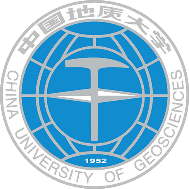 中国地质大学
CHINA UNIVERSITY OF GEOSCIENCES
1952